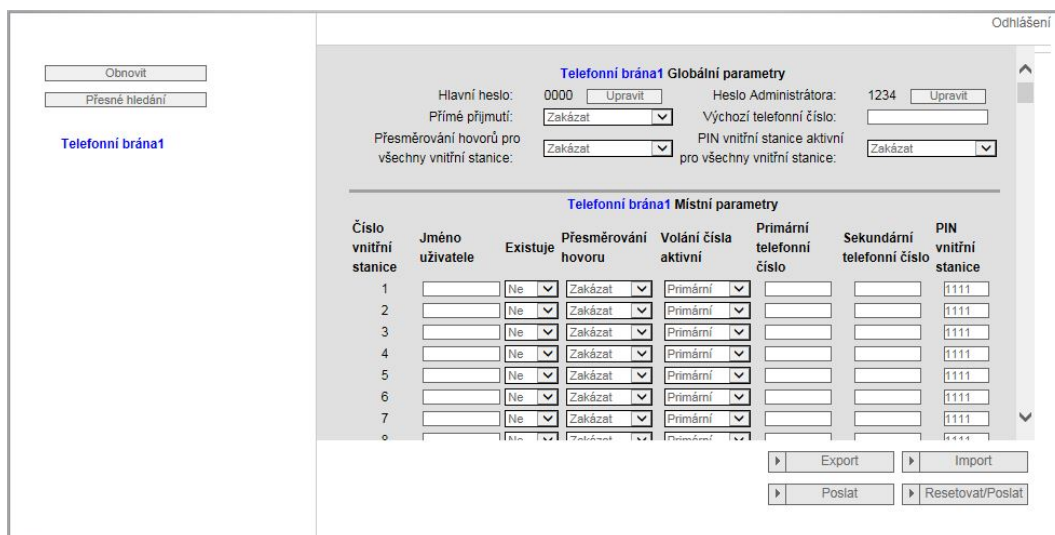 Odhlášení
Obnovit
Přesné hledání
Telefonní brána1
Telefonní brána1 Globální parametry
Hlavní heslo: 0000 Upravit Heslo Administrátora: 1234 Upravit
Přímé přijmutí: Zakázat Výchozí telefonní číslo:
Přesměrování hovorů pro všechny vnitřní stanice: Zakázat PIN vnitřní stanice aktivní pro všechny vnitřní stanice: Zakázat
Telefonní brána1 Místní parametry
Číslo vnitřní stanice Jméno uživatele Existuje Přesměrování hovoru Volání čísla aktivní Primární telefonní číslo Sekundární telefonní číslo PIN vnitřní stanice
1 Ne Zakázat Primární 1111
2 Ne Zakázat Primární 1111
3 Ne Zakázat Primární 1111
4 Ne Zakázat Primární 1111
5 Ne Zakázat Primární 1111
6 Ne Zakázat Primární 1111
7 Ne Zakázat Primární 1111
8 Ne Zakázat Primární 1111
Export Import
Poslat Resetovat/Poslat